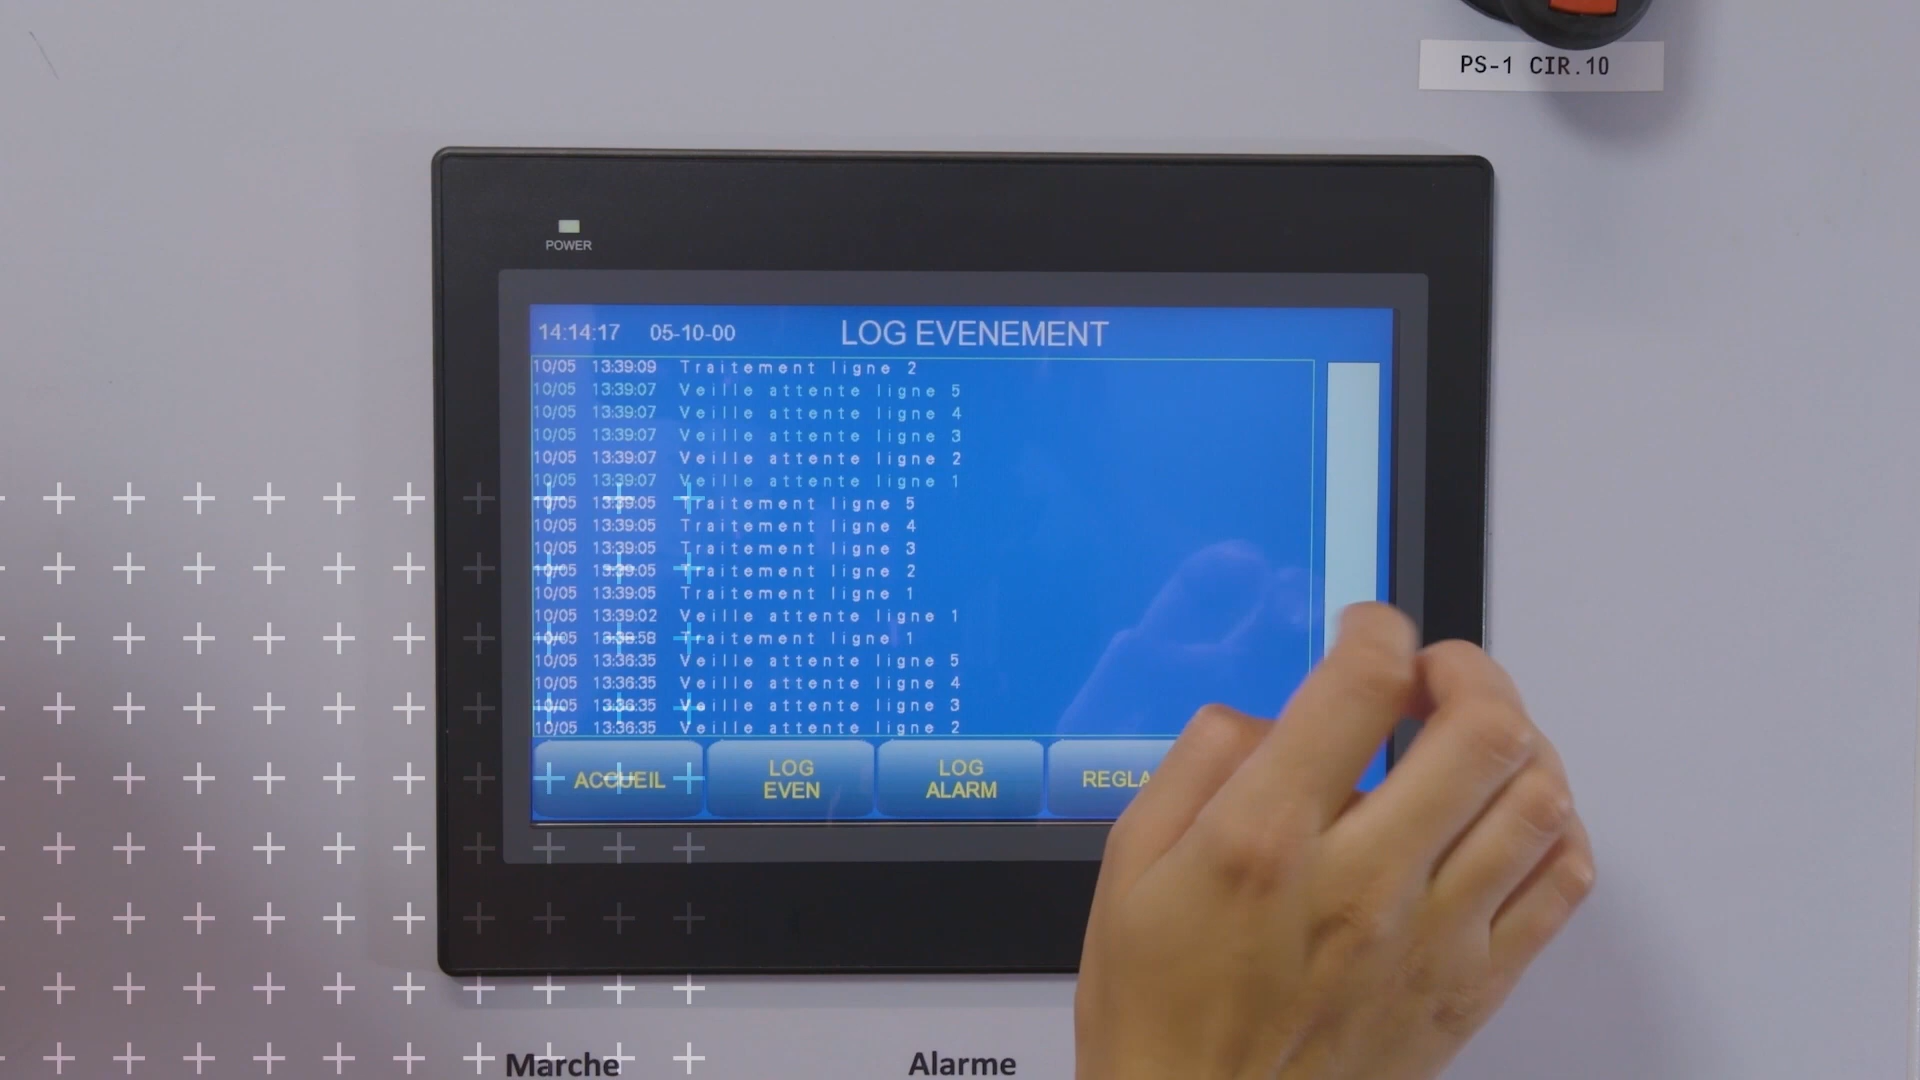 PS-1 CIR.10
POWER
14:14:17 05-10-00 LOG EVENEMENT
10/05 13:39:09 Traitement ligne 2
10/05 13:39:07 Veille attente ligne 5
10/05 13:39:07 Veille attente ligne 4
10/05 13:39:07 Veille attente ligne 3
10/05 13:39:07 Veille attente ligne 2
10/05 13:39:07 Veille attente ligne 1
10/05 13:39:05 Traitement ligne 5
10/05 13:39:05 Traitement ligne 4
10/05 13:39:05 Traitement ligne 3
10/05 13:39:05 Traitement ligne 2
10/05 13:39:05 Traitement ligne 1
10/05 13:39:02 Veille attente ligne 1
10/05 13:38:58 Traitement ligne 1
10/05 13:36:35 Veille attente ligne 5
10/05 13:36:35 Veille attente ligne 4
10/05 13:36:35 Veille attente ligne 3
10/05 13:36:35 Veille attente ligne 2
ACCUEIL
LOG EVEN
LOG ALARM
REGLA
Marche Alarme